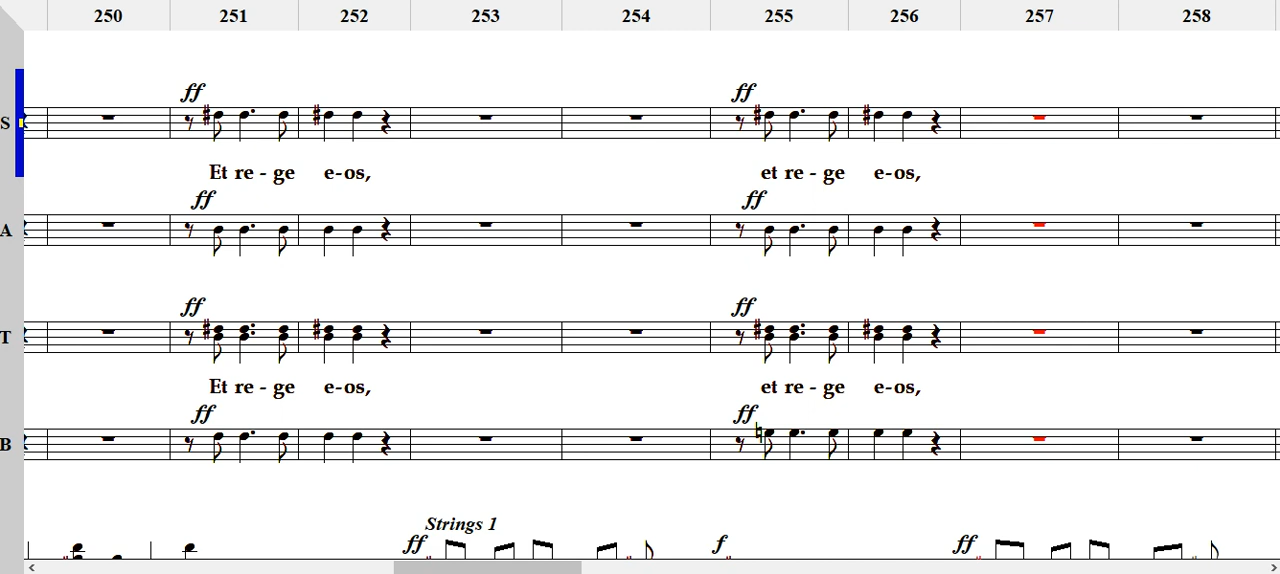 250 251 252 253 254 255 256 257 258
ff ff
S
Et re - ge e-os, et re - ge e-os,
ff ff
A
ff ff
T
Et re - ge e-os, et re - ge e-os,
ff ff
B
Strings 1
ff f ff